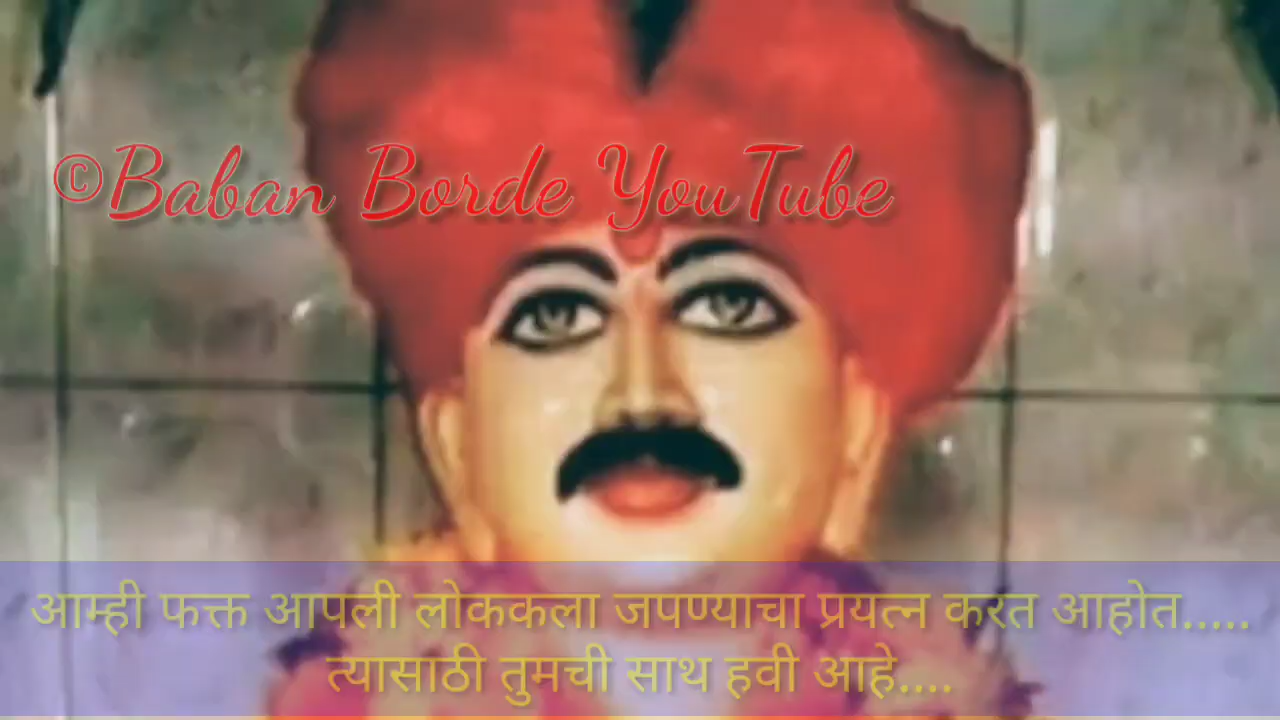 ©Baban Borde YouTube
आम्ही फक्त आपली लोककला जपण्याचा प्रयत्न करत आहोत.....
त्यासाठी तुमची साथ हवी आहे....